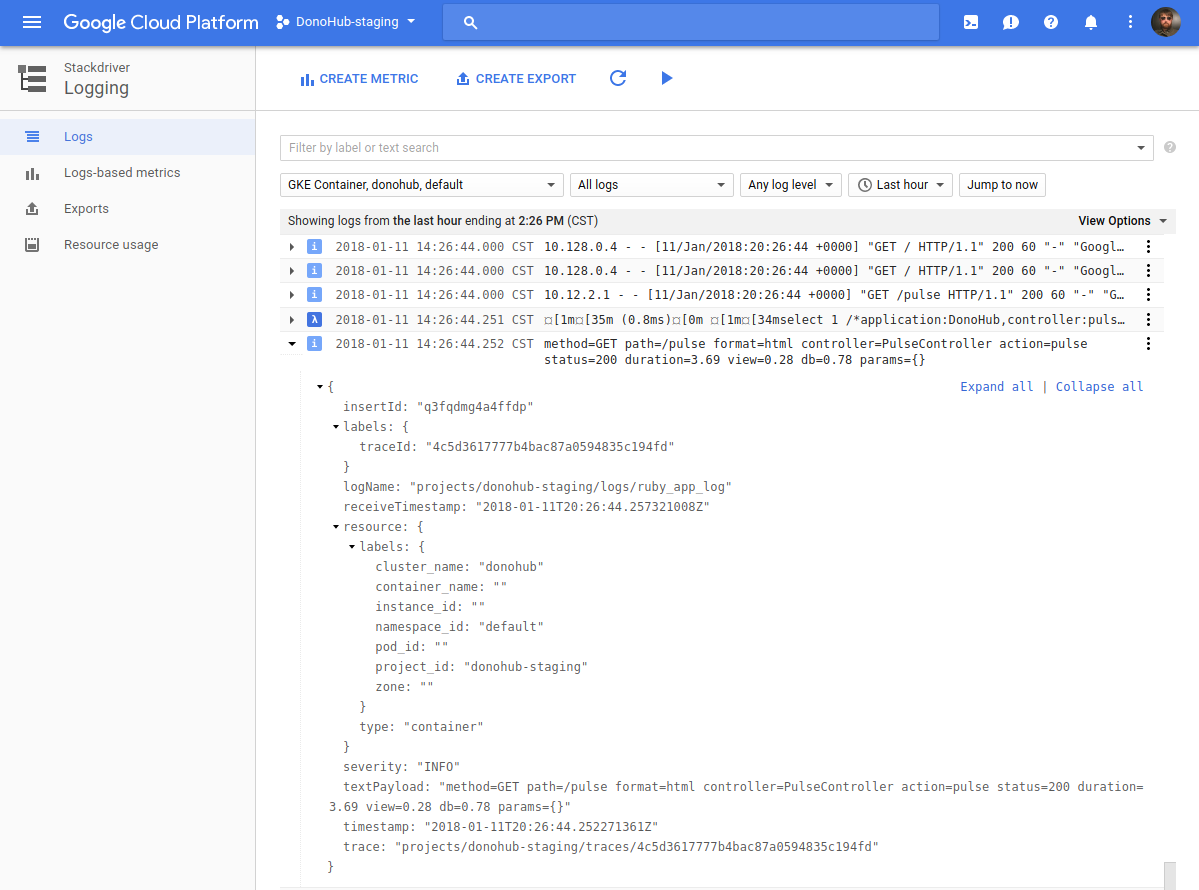 Google Cloud Platform DonoHub-staging
Stackdriver
Logging
CREATE METRIC CREATE EXPORT
Logs
Logs-based metrics
Exports
Resource usage
Filter by label or text search
GKE Container, donohub, default All logs Any log level Last hour Jump to now
Showing logs from the last hour ending at 2:26 PM (CST) View Options
i 2018-01-11 14:26:44.000 CST 10.128.0.4 - - [11/Jan/2018:20:26:44 +0000] "GET / HTTP/1.1" 200 60 "-" "Googl…
i 2018-01-11 14:26:44.000 CST 10.128.0.4 - - [11/Jan/2018:20:26:44 +0000] "GET / HTTP/1.1" 200 60 "-" "Googl…
i 2018-01-11 14:26:44.000 CST 10.12.2.1 - - [11/Jan/2018:20:26:44 +0000] "GET /pulse HTTP/1.1" 200 60 "-" "G…
λ 2018-01-11 14:26:44.251 CST ¤[1m¤[35m (0.8ms)¤[0m ¤[1m¤[34mselect 1 /*application:DonoHub,controller:puls…
i 2018-01-11 14:26:44.252 CST method=GET path=/pulse format=html controller=PulseController action=pulse
status=200 duration=3.69 view=0.28 db=0.78 params={}
{ Expand all | Collapse all
insertId: "q3fqdmg4a4ffdp"
labels: {
traceId: "4c5d3617777b4bac87a0594835c194fd"
}
logName: "projects/donohub-staging/logs/ruby_app_log"
receiveTimestamp: "2018-01-11T20:26:44.257321008Z"
resource: {
labels: {
cluster_name: "donohub"
container_name: ""
instance_id: ""
namespace_id: "default"
pod_id: ""
project_id: "donohub-staging"
zone: ""
}
type: "container"
}
severity: "INFO"
textPayload: "method=GET path=/pulse format=html controller=PulseController action=pulse status=200 duration=
3.69 view=0.28 db=0.78 params={}"
timestamp: "2018-01-11T20:26:44.252271361Z"
trace: "projects/donohub-staging/traces/4c5d3617777b4bac87a0594835c194fd"
}